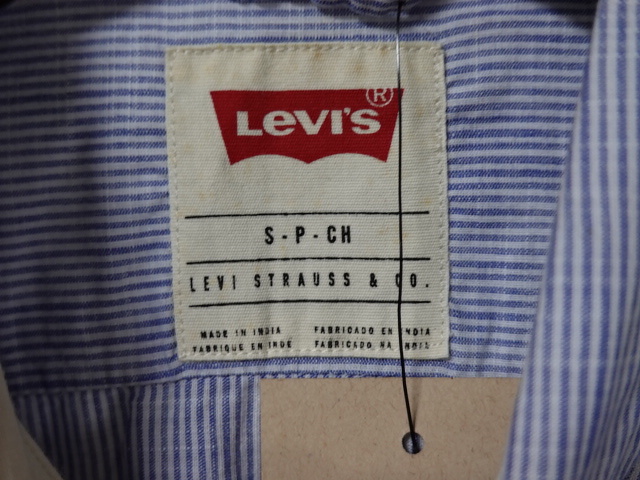 Levi's®
S - P - CH
LEVI STRAUSS & CO.
MADE IN INDIA FABRICADO EN INDIA
FABRIQUE EN INDE FABRICADO NA INDIA